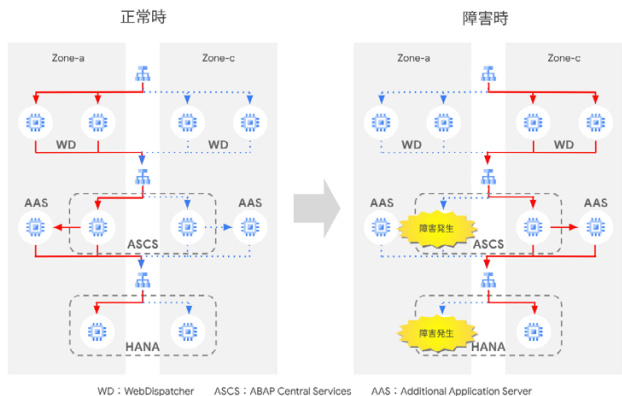 正常時
障害時
Zone-a
Zone-c
WD
WD
AAS
AAS
ASCS
HANA
Zone-a
Zone-c
WD
WD
AAS
AAS
障害発生
ASCS
障害発生
HANA
WD：WebDispatcher ASCS：ABAP Central Services AAS：Additional Application Server